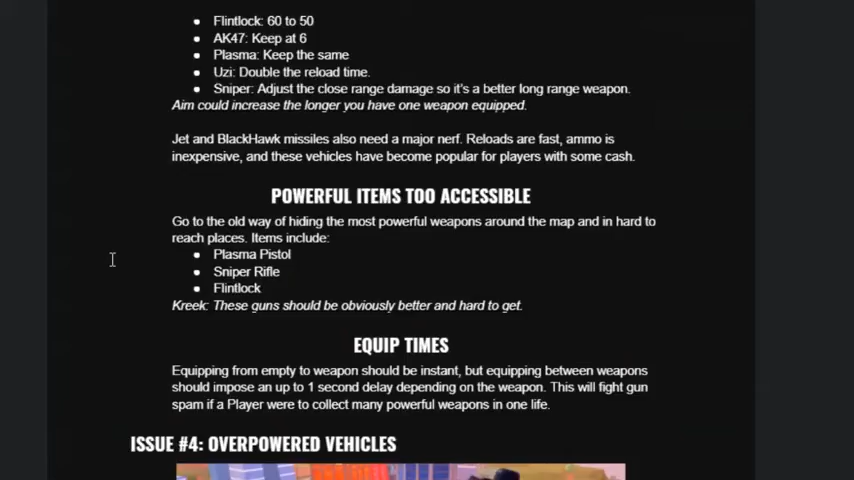 Flintlock: 60 to 50
AK47: Keep at 6
Plasma: Keep the same
Uzi: Double the reload time.
Sniper: Adjust the close range damage so it's a better long range weapon.
Aim could increase the longer you have one weapon equipped.
Jet and BlackHawk missiles also need a major nerf. Reloads are fast, ammo is
inexpensive, and these vehicles have become popular for players with some cash.
POWERFUL ITEMS TOO ACCESSIBLE
Go to the old way of hiding the most powerful weapons around the map and in hard to
reach places. Items include:
Plasma Pistol
Sniper Rifle
Flintlock
Kreek: These guns should be obviously better and hard to get.
EQUIP TIMES
Equipping from empty to weapon should be instant, but equipping between weapons
should impose an up to 1 second delay depending on the weapon. This will fight gun
spam if a Player were to collect many powerful weapons in one life.
ISSUE #4: OVERPOWERED VEHICLES